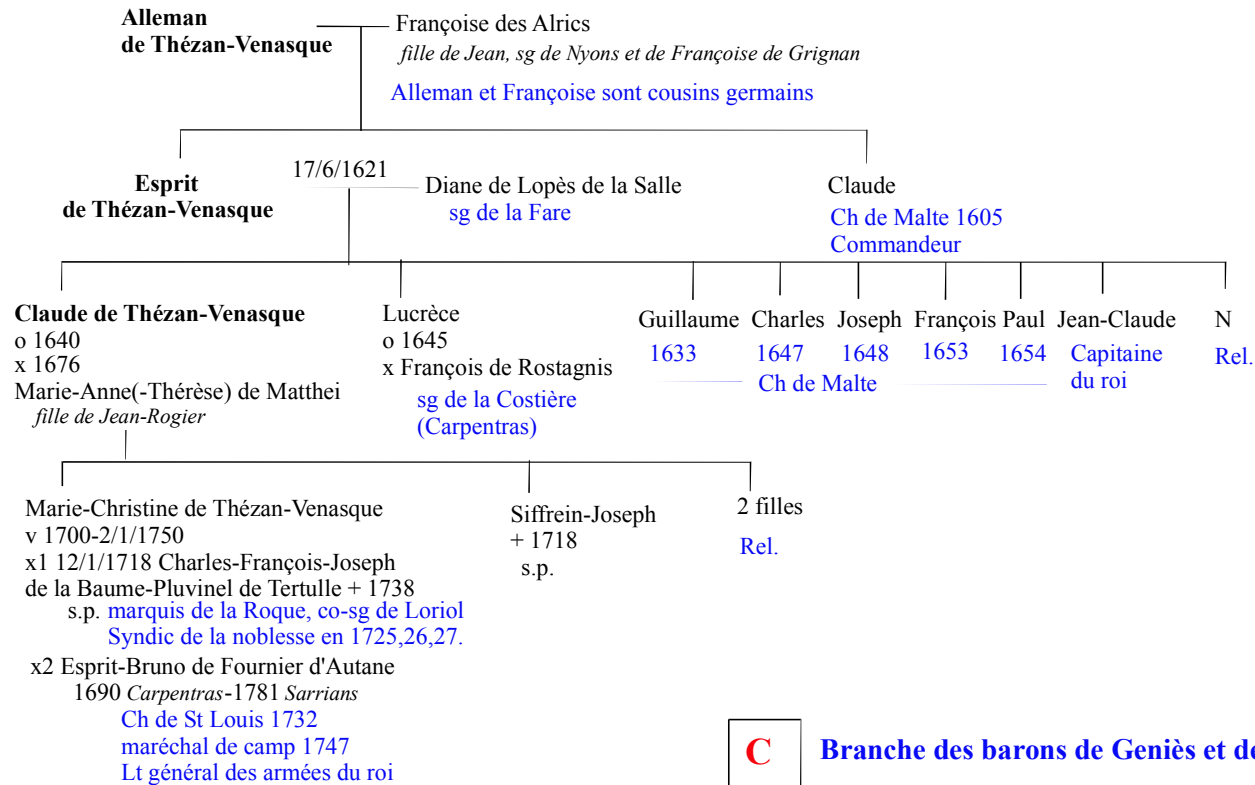 Alleman
de Thézan-Venasque
Françoise des Alrics
fille de Jean, sg de Nyons et de Françoise de Grignan
Alleman et Françoise sont cousins germains
Esprit
de Thézan-Venasque
17/6/1621
Diane de Lopès de la Salle
sg de la Fare
Claude
Ch de Malte 1605
Commandeur
Claude de Thézan-Venasque
o 1640
x 1676
Marie-Anne(-Thérèse) de Matthei
fille de Jean-Rogier
Lucrèce
o 1645
x François de Rostagnis
sg de la Costière
(Carpentras)
Guillaume Charles Joseph François Paul Jean-Claude N
1633 1647 1648 1653 1654 Capitaine Rel.
Ch de Malte du roi
Marie-Christine de Thézan-Venasque
v 1700-2/1/1750
x1 12/1/1718 Charles-François-Joseph
de la Baume-Pluvinel de Tertulle + 1738
s.p. marquis de la Roque, co-sg de Loriol
Syndic de la noblesse en 1725,26,27.
x2 Esprit-Bruno de Fournier d'Autane
1690 Carpentras-1781 Sarrians
Ch de St Louis 1732
maréchal de camp 1747
Lt général des armées du roi
Siffrein-Joseph
+ 1718
s.p.
2 filles
Rel.
C Branche des barons de Geniès et de